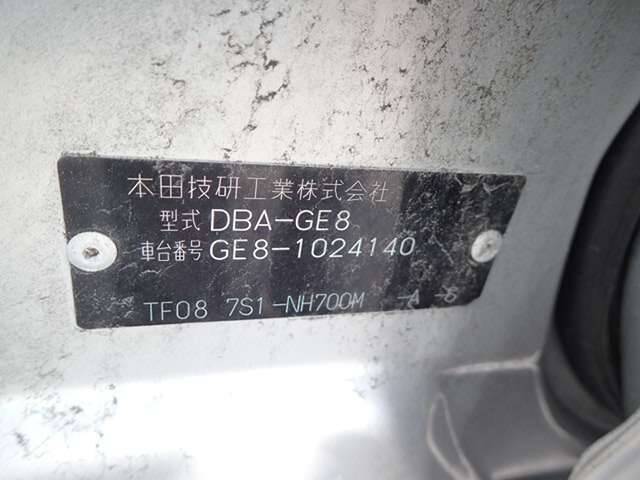 本田技研工業株式会社
型式 DBA-GE8
車台番号 GE8-1024140
TF08 7S1-NH700M -A -S